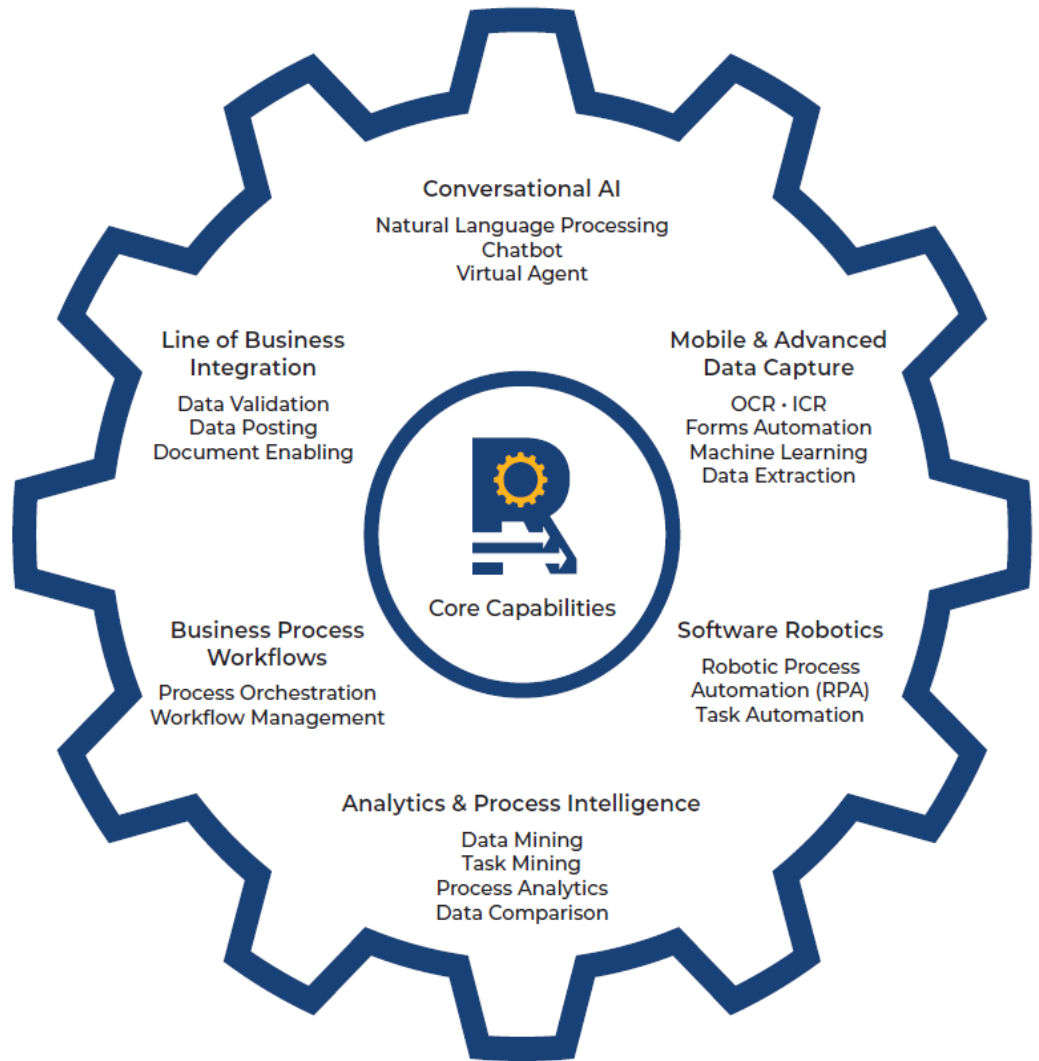 Conversational AI
Natural Language Processing
Chatbot
Virtual Agent
Line of Business
Integration
Data Validation
Data Posting
Document Enabling
Mobile & Advanced
Data Capture
OCR · ICR
Forms Automation
Machine Learning
Data Extraction
R
Core Capabilities
Business Process
Workflows
Process Orchestration
Workflow Management
Software Robotics
Robotic Process
Automation (RPA)
Task Automation
Analytics & Process Intelligence
Data Mining
Task Mining
Process Analytics
Data Comparison